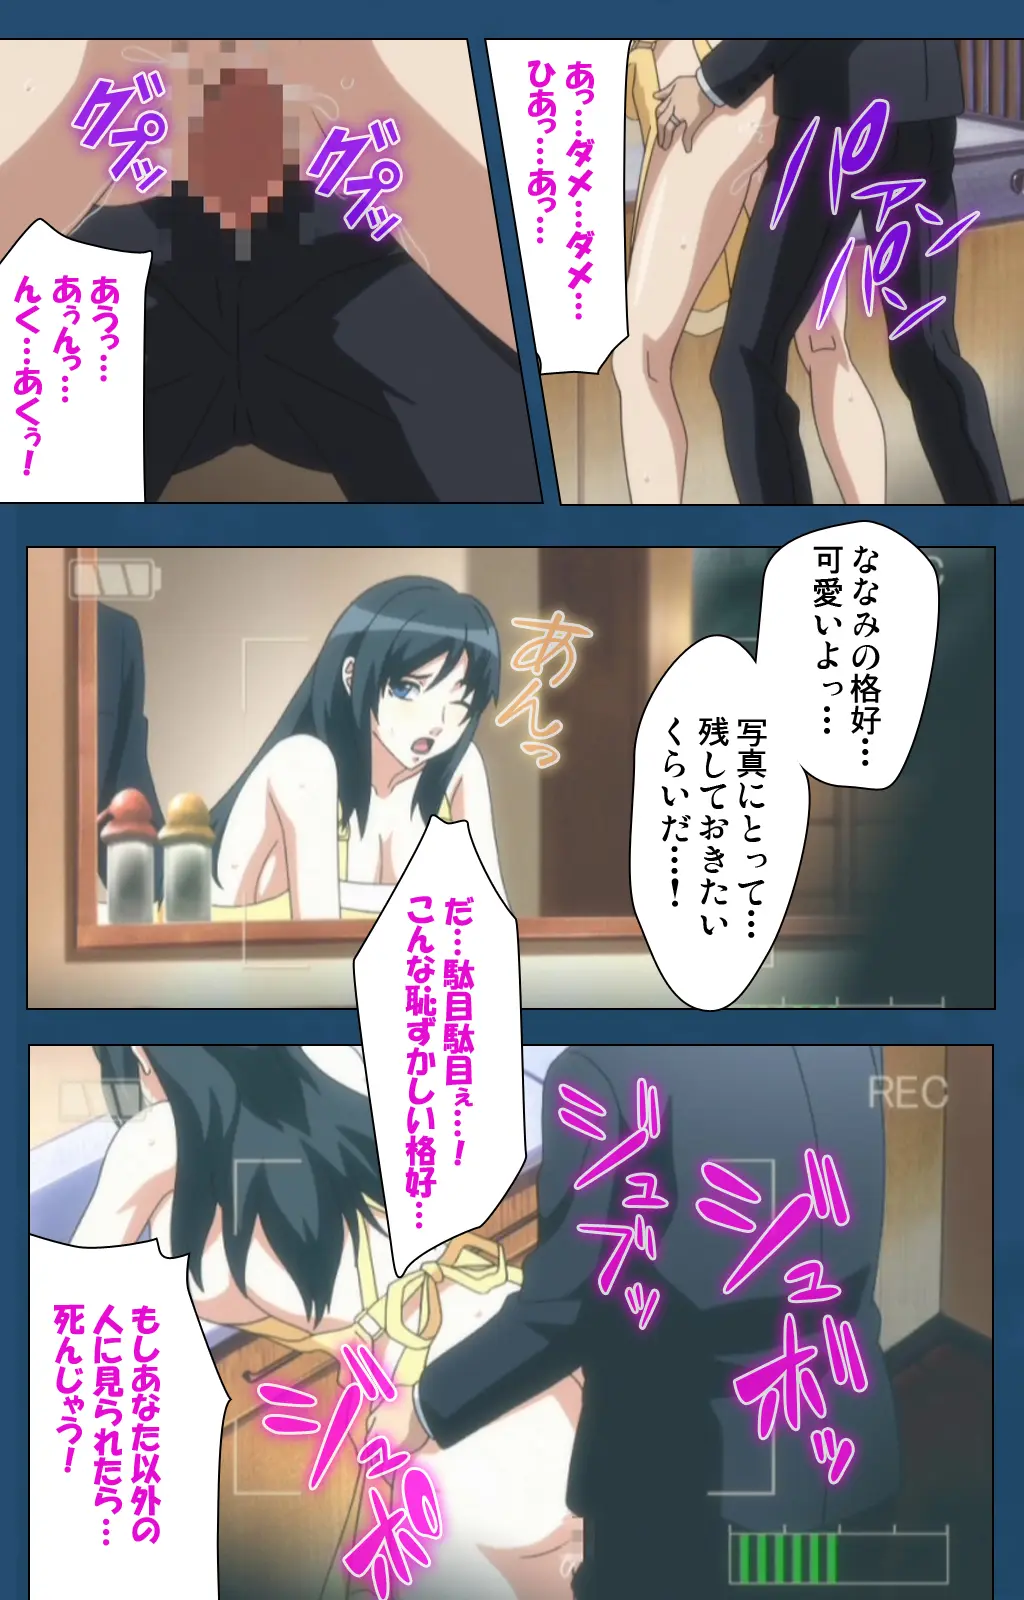 あっ…ダメ…ダメ…
ひあっ…あっ…
パン
パァン
グプッ
グプッ
あうっ…
あぅんっ…
んく…あくぅ！
ななみの格好…
可愛いよっ…
写真にとって…
残しておきたい
くらいだ…！
あんっ
だ…駄目駄目ぇ…！
こんな恥ずかしい格好…
REC
ジュボッ
ジュブッ
ジュポ
もしあなた以外の
人に見られたら…
死んじゃう！